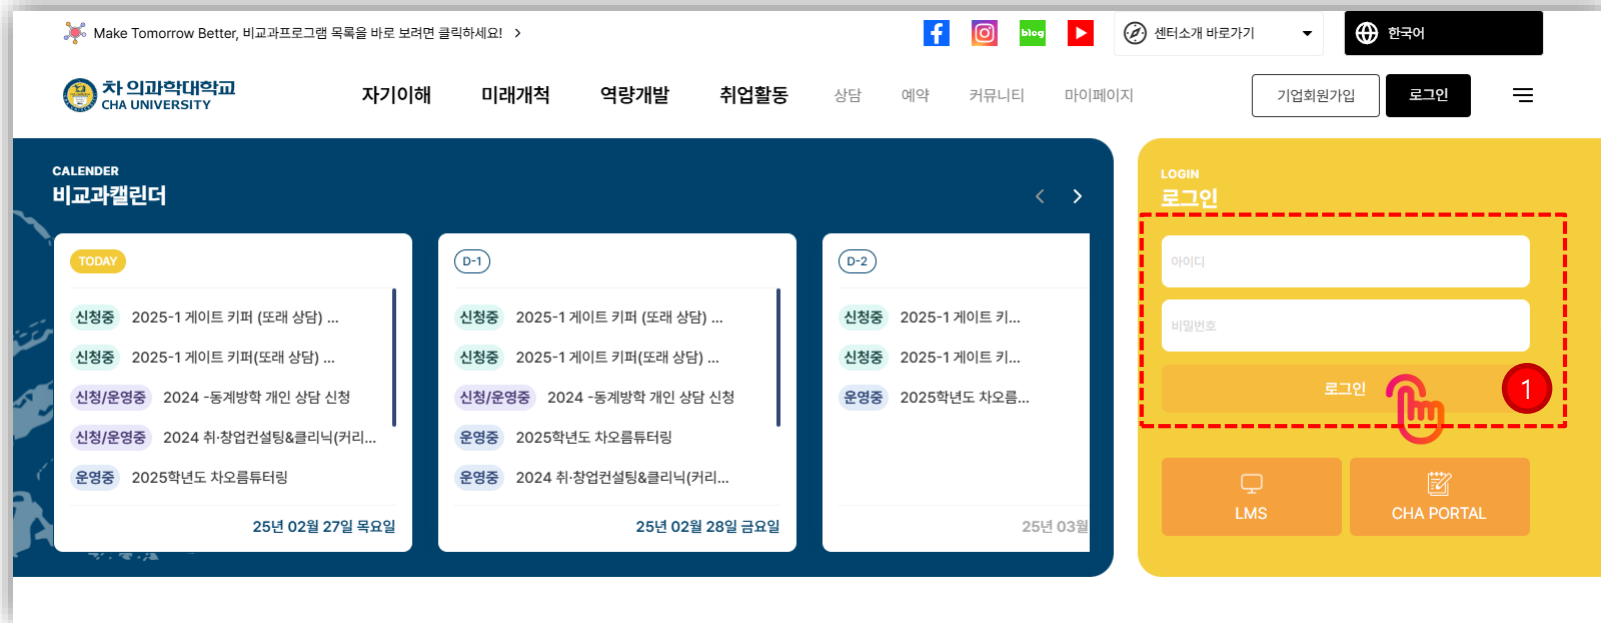 Make Tomorrow Better, 비교과프로그램 목록을 바로 보려면 클릭하세요! >
blog
센터소개 바로가기
한국어
차 의과학대학교
CHA UNIVERSITY
자기이해 미래개척 역량개발 취업활동 상담 예약 커뮤니티 마이페이지
기업회원가입
로그인
CALENDER
비교과캘린더
TODAY
신청중 2025-1 게이트 키퍼 (또래 상담) ...
신청중 2025-1 게이트 키퍼(또래 상담) ...
신청/운영중 2024 -동계방학 개인 상담 신청
신청/운영중 2024 취·창업컨설팅&클리닉(커리...
운영중 2025학년도 차오름튜터링
25년 02월 27일 목요일
D-1
신청중 2025-1 게이트 키퍼 (또래 상담) ...
신청중 2025-1 게이트 키퍼(또래 상담) ...
신청/운영중 2024 -동계방학 개인 상담 신청
운영중 2025학년도 차오름튜터링
운영중 2024 취·창업컨설팅&클리닉(커리...
25년 02월 28일 금요일
D-2
신청중 2025-1 게이트 키...
신청중 2025-1 게이트 키...
운영중 2025학년도 차오름...
25년 03월
LOGIN
로그인
아이디
비밀번호
로그인
1
LMS
CHA PORTAL